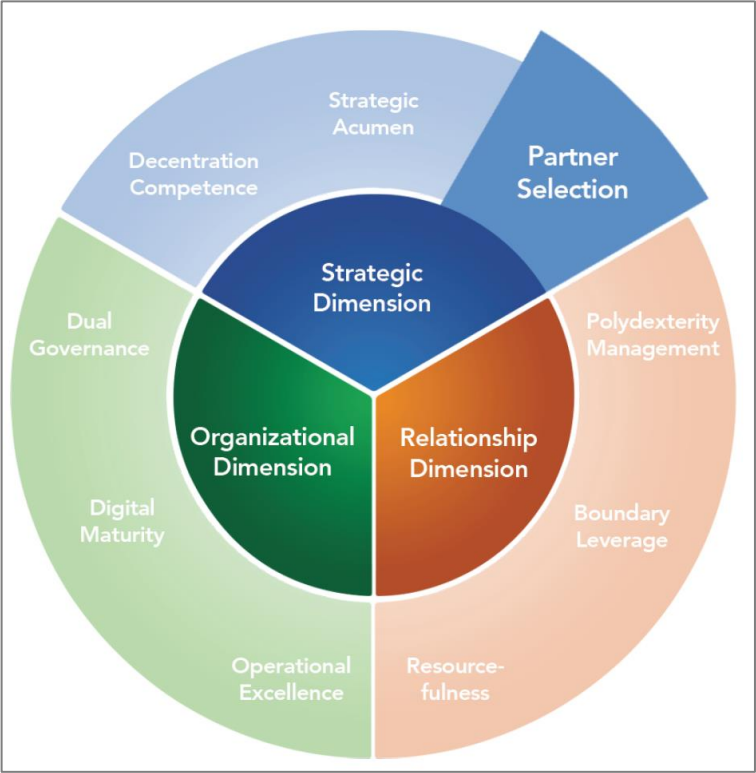 Strategic
Acumen
Decentration
Competence
Partner
Selection
Strategic
Dimension
Dual
Governance
Polydexterity
Management
Organizational
Dimension
Relationship
Dimension
Digital
Maturity
Boundary
Leverage
Operational
Excellence
Resource-
fulness